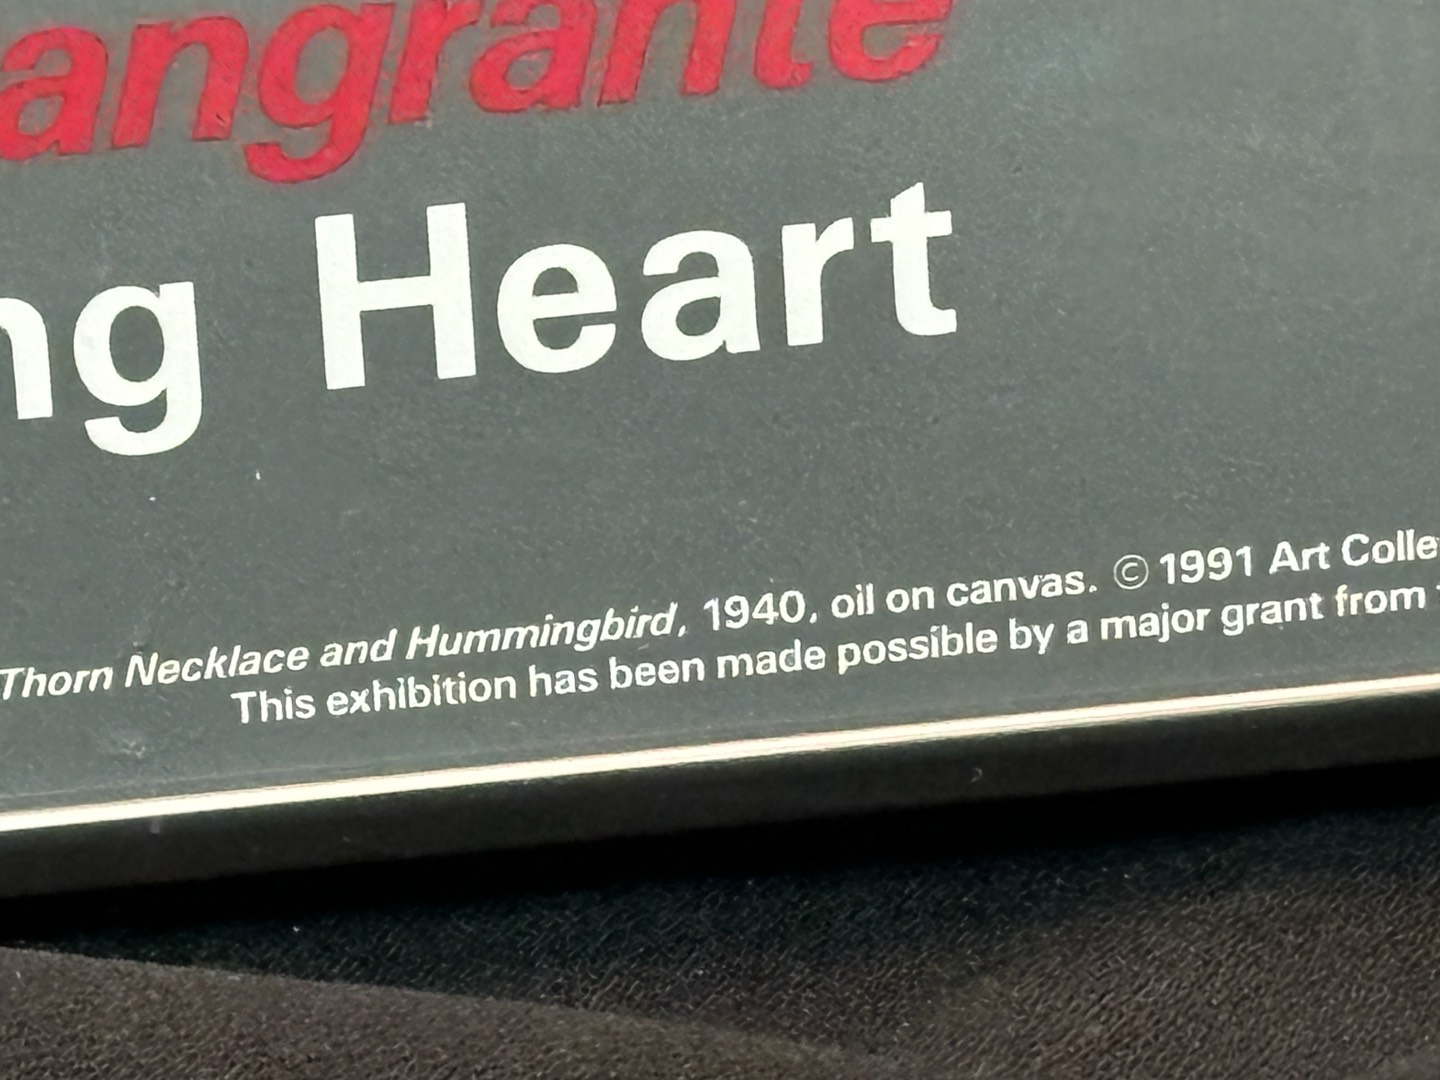 angrante
ng Heart
Thorn Necklace and Hummingbird, 1940, oil on canvas. © 1991 Art Colle
This exhibition has been made possible by a major grant from